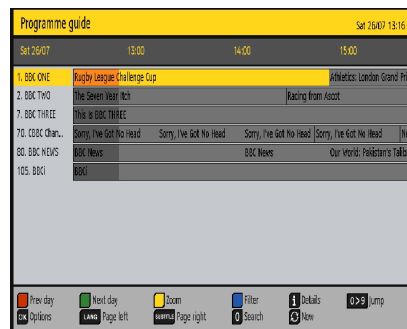 Programme guide Sat 26/07 13:16
Sat 26/07 13:00 14:00 15:00
1. BBC ONE Rugby League Challenge Cup Athletics: London Grand Pri
2. BBC TWO The Seven Year Itch Racing from Ascot
7. BBC THREE This is BBC THREE
70. CBBC Chan... Sorry, I've Got No Head Sorry, I've Got No Head Sorry, I've Got No Head Sorry, I've Got No Head Ne
80. BBC NEWS BBC News BBC News Our World: Pakistan's Talib
105. BBCi BBCi
Prev day Next day Zoom Filter i Details 0>9 Jump
OK Options LANG Page left SUBTITLE Page right 0 Search Now